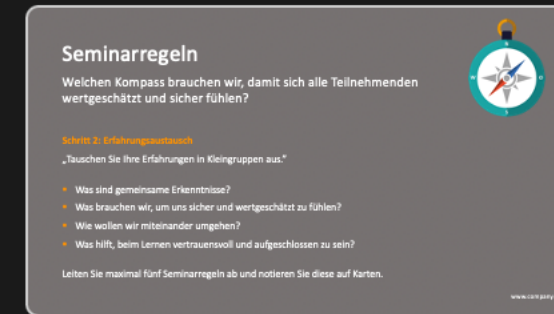 Seminarregeln
Welchen Kompass brauchen wir, damit sich alle Teilnehmenden
wertgeschätzt und sicher fühlen?
Schritt 2: Erfahrungsaustausch
„Tauschen Sie Ihre Erfahrungen in Kleingruppen aus."
• Was sind gemeinsame Erkenntnisse?
• Was brauchen wir, um uns sicher und wertgeschätzt zu fühlen?
• Wie wollen wir miteinander umgehen?
• Was hilft, beim Lernen vertrauensvoll und aufgeschlossen zu sein?
Leiten Sie maximal fünf Seminarregeln ab und notieren Sie diese auf Karten.
www.company